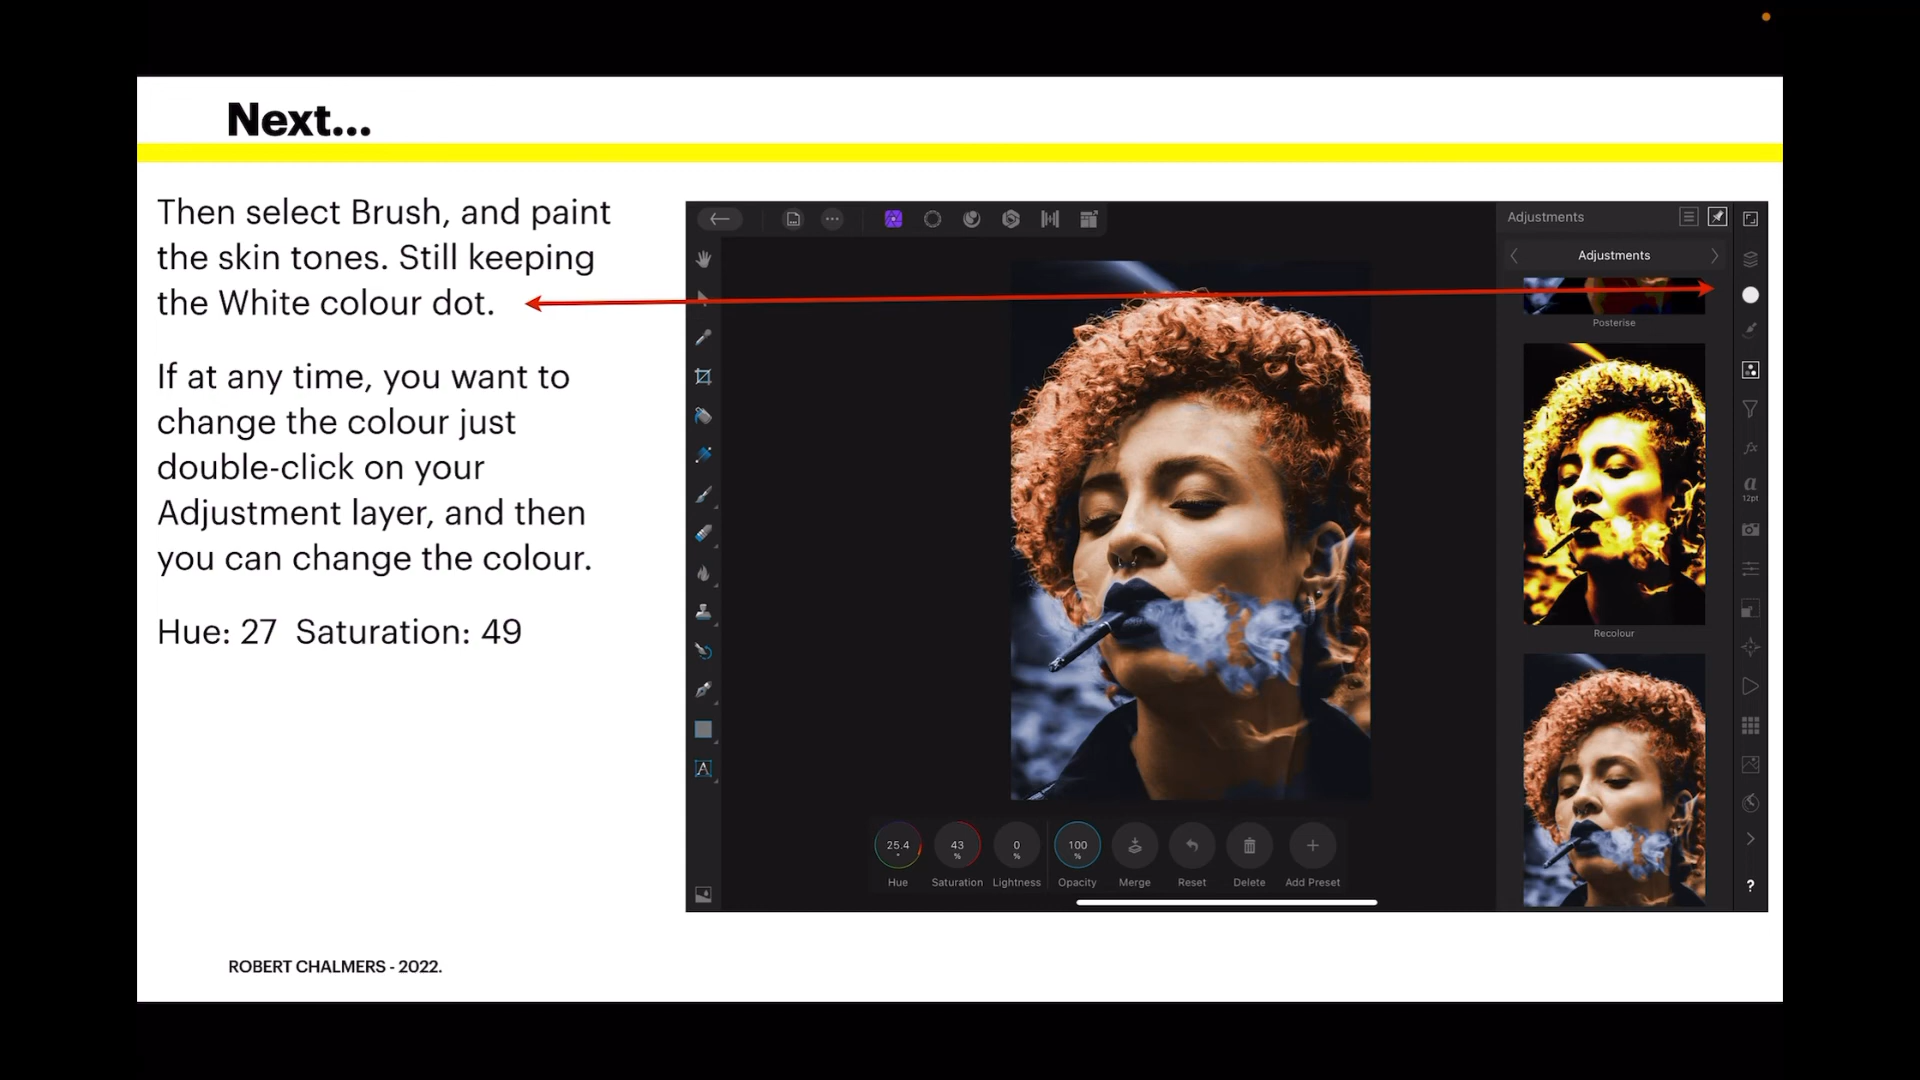 Next...
Then select Brush, and paint
the skin tones. Still keeping
the White colour dot.
If at any time, you want to
change the colour just
double-click on your
Adjustment layer, and then
you can change the colour.
Hue: 27 Saturation: 49
Adjustments
Adjustments
Posterise
Recolour
fx
a
12pt
A
25.4
°
Hue
43
%
Saturation
0
%
Lightness
100
%
Opacity
Merge
Reset
Delete
Add Preset
?
ROBERT CHALMERS - 2022.